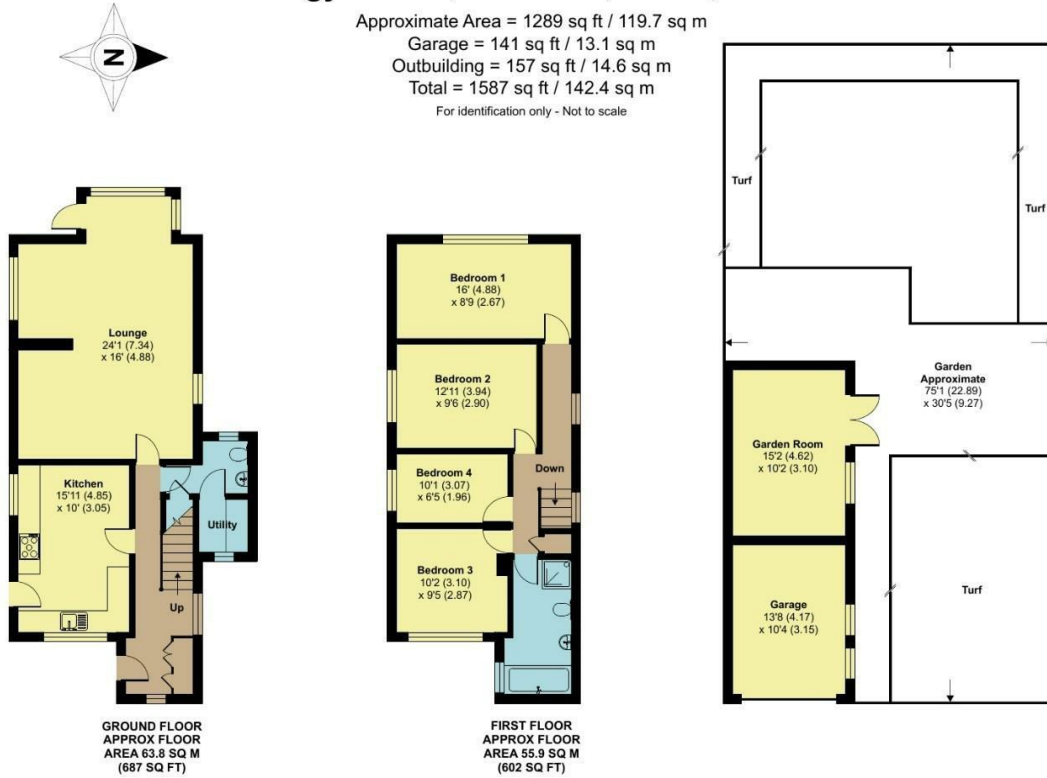 Approximate Area = 1289 sq ft / 119.7 sq m
Garage = 141 sq ft / 13.1 sq m
Outbuilding = 157 sq ft / 14.6 sq m
Total = 1587 sq ft / 142.4 sq m
For identification only - Not to scale
N
Lounge
24'1 (7.34)
x 16' (4.88)
Kitchen
15'11 (4.85)
x 10' (3.05)
Utility
Up
GROUND FLOOR
APPROX FLOOR
AREA 63.8 SQ M
(687 SQ FT)
Bedroom 1
16' (4.88)
x 8'9 (2.67)
Bedroom 2
12'11 (3.94)
x 9'6 (2.90)
Bedroom 4
10'1 (3.07)
x 6'5 (1.96)
Down
Bedroom 3
10'2 (3.10)
x 9'5 (2.87)
FIRST FLOOR
APPROX FLOOR
AREA 55.9 SQ M
(602 SQ FT)
Turf
Turf
Garden
Approximate
75'1 (22.89)
x 30'5 (9.27)
Garden Room
15'2 (4.62)
x 10'2 (3.10)
Garage
13'8 (4.17)
x 10'4 (3.15)
Turf